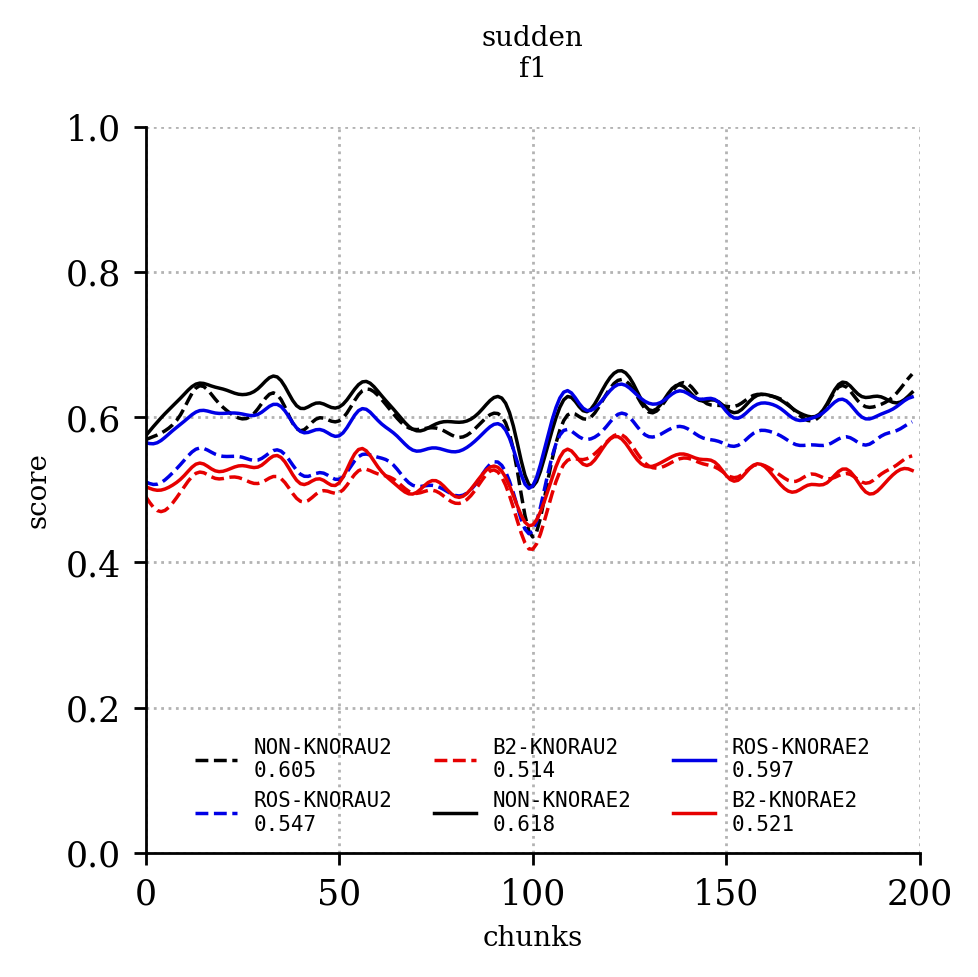 sudden
f1
1.0
0.8
0.6
0.4
0.2
0.0
score
NON-KNORAU2
0.605
ROS-KNORAU2
0.547
B2-KNORAU2
0.514
NON-KNORAE2
0.618
ROS-KNORAE2
0.597
B2-KNORAE2
0.521
0 50 100 150 200
chunks